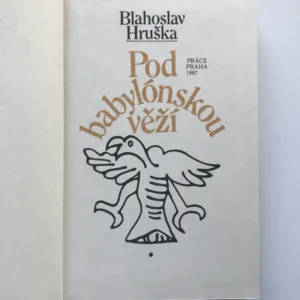 Blahoslav
Hruška
Pod
babylónskou
věží
PRÁCE
PRAHA
1987